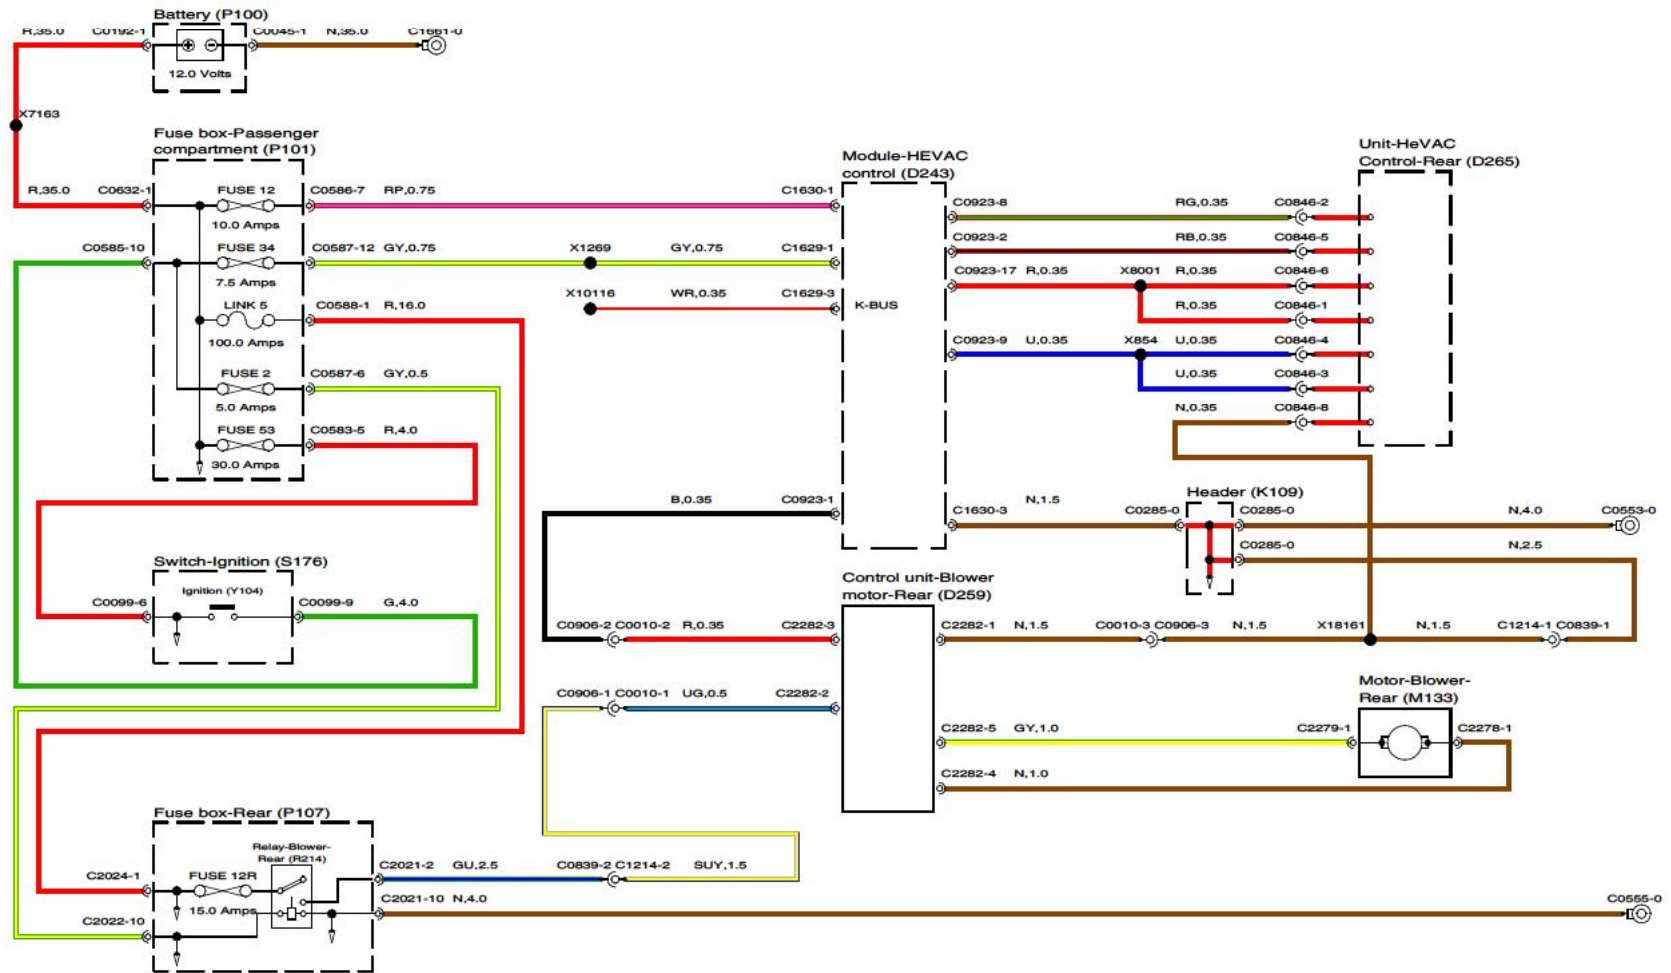 Battery (P100)
R,35.0 C0192-1 C0045-1 N,35.0 C1661-0
12.0 Volts
X7163
Fuse box-Passenger
compartment (P101)
Module-HEVAC
control (D243)
Unit-HeVAC
Control-Rear (D265)
R,35.0 C0632-1 FUSE 12 C0586-7 RP,0.75 C1630-1
10.0 Amps
C0923-8 RG,0.35 C0846-2
C0585-10 FUSE 34 C0587-12 GY,0.75 X1269 GY,0.75 C1629-1
7.5 Amps
C0923-2 RB,0.35 C0846-5
C0923-17 R,0.35 X8001 R,0.35 C0846-6
LINK 5 C0588-1 R,16.0 X10116 WR,0.35 C1629-3
K-BUS
R,0.35 C0846-1
100.0 Amps
C0923-9 U,0.35 X854 U,0.35 C0846-4
FUSE 2 C0587-6 GY,0.5
U,0.35 C0846-3
5.0 Amps
N,0.35 C0846-8
FUSE 53 C0583-5 R,4.0
30.0 Amps
B,0.35 C0923-1
Header (K109)
C1630-3 N,1.5 C0285-0 C0285-0 N,4.0 C0553-0
C0285-0 N,2.5
Switch-Ignition (S176)
Ignition (Y104)
C0099-6 C0099-9 G,4.0
Control unit-Blower
motor-Rear (D259)
C0906-2 C0010-2 R,0.35 C2282-3 C2282-1 N,1.5 C0010-3 C0906-3 N,1.5 X18161 N,1.5 C1214-1 C0839-1
C0906-1 C0010-1 UG,0.5 C2282-2
Motor-Blower-
Rear (M133)
C2282-5 GY,1.0 C2279-1 C2278-1
C2282-4 N,1.0
Fuse box-Rear (P107)
Relay-Blower-
Rear (R214)
C2024-1 FUSE 12R C2021-2 GU,2.5 C0839-2 C1214-2 SUY,1.5
15.0 Amps
C2021-10 N,4.0 C0555-0
C2022-10